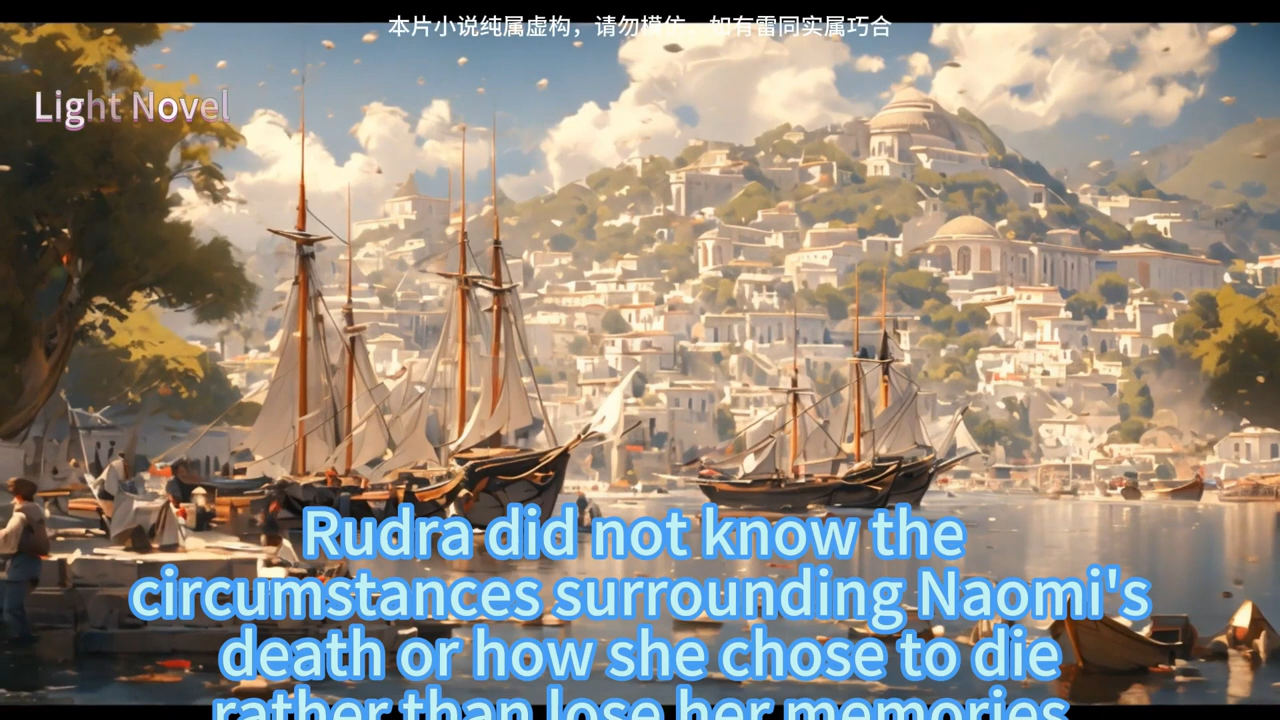 本片小说纯属虚构，请勿模仿。如有雷同实属巧合
Light Novel
Rudra did not know the
circumstances surrounding Naomi's
death or how she chose to die
rather than lose her memories